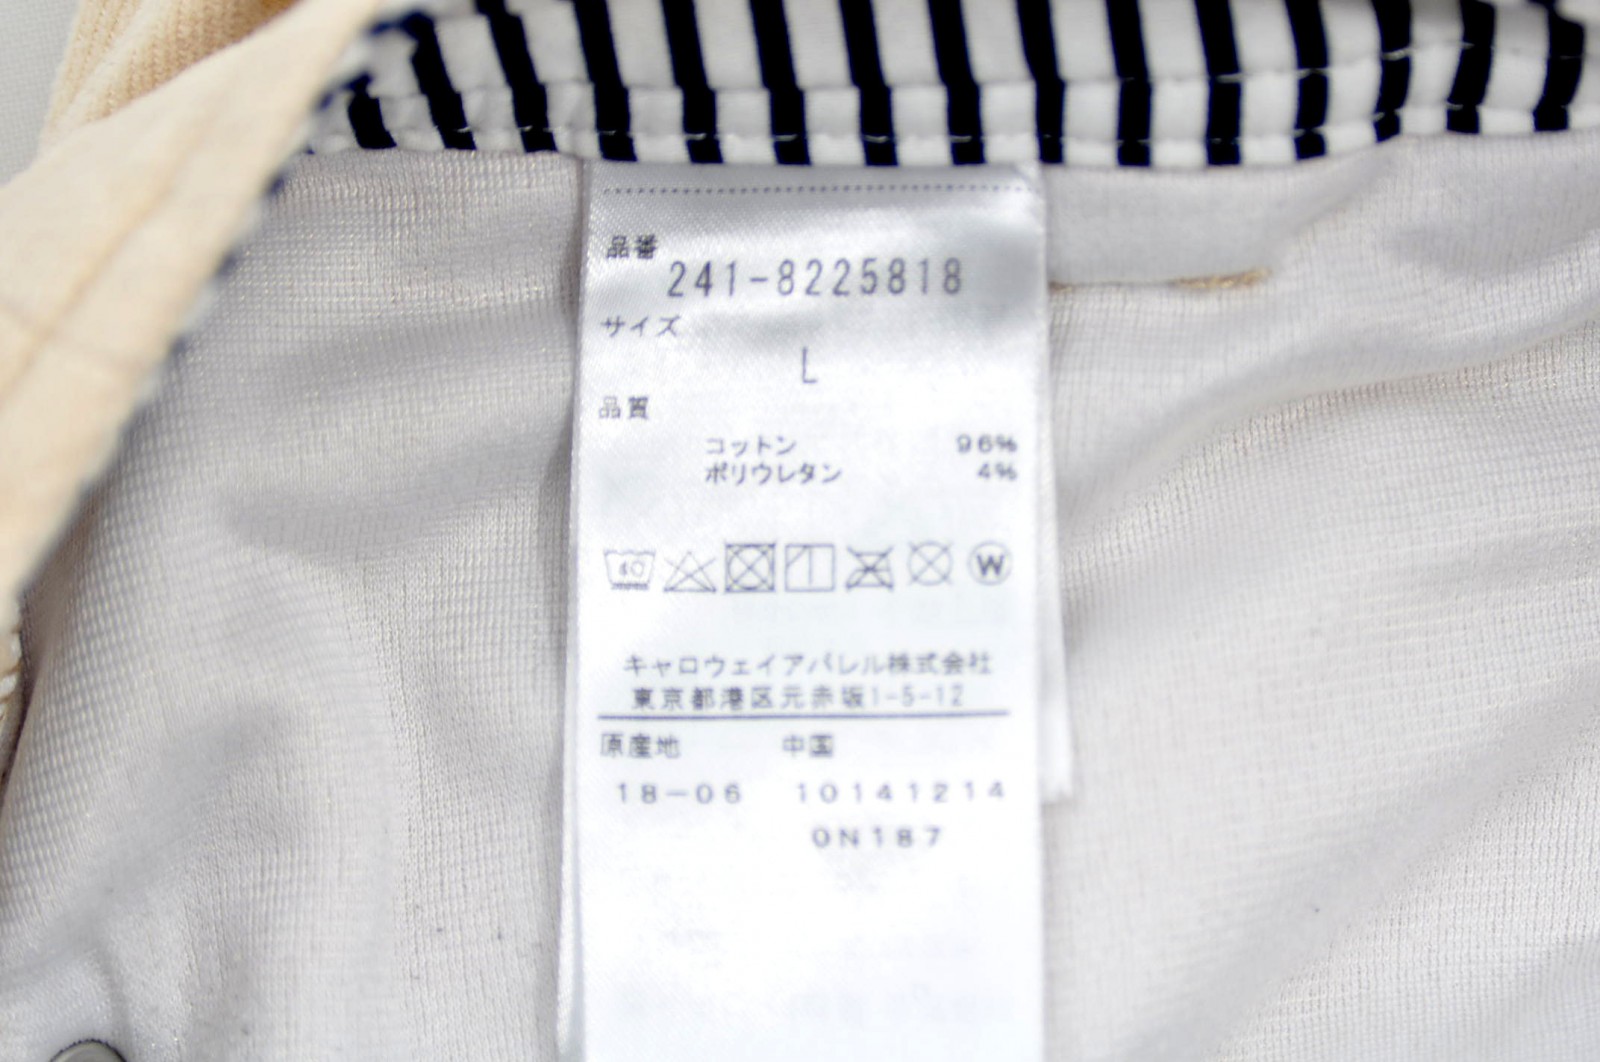 品番
241-8225818
サイズ
L
品質
コットン 96%
ポリウレタン 4%
40 W
キャロウェイアパレル株式会社
東京都港区元赤坂1-5-12
原産地 中国
18-06 10141214
0N187